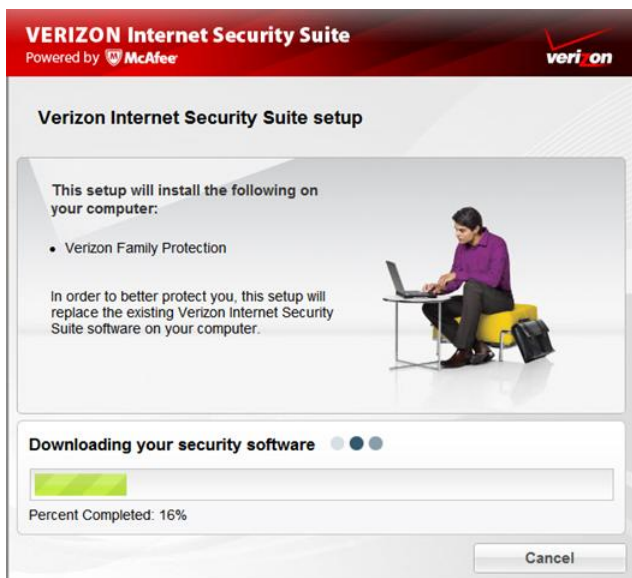 VERIZON Internet Security Suite
Powered by McAfee
verizon
Verizon Internet Security Suite setup
This setup will install the following on
your computer:
• Verizon Family Protection
In order to better protect you, this setup will
replace the existing Verizon Internet Security
Suite software on your computer.
Downloading your security software
Percent Completed: 16%
Cancel